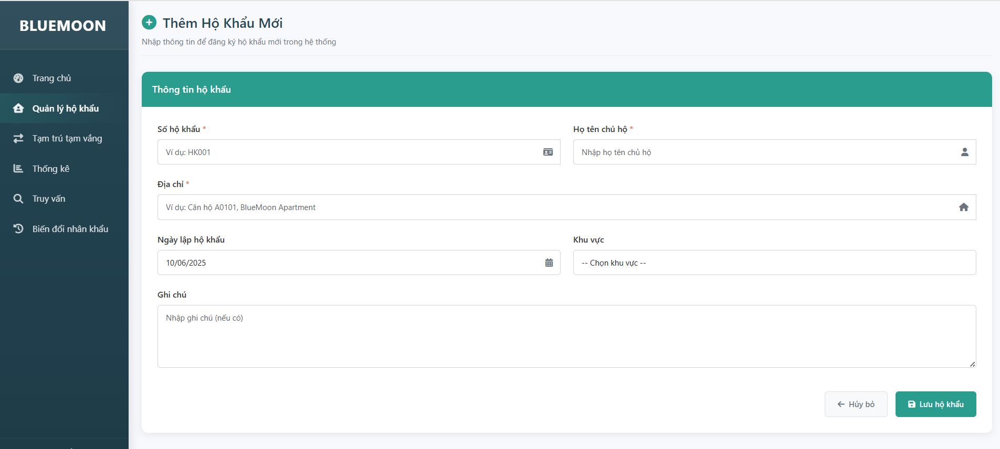 BLUEMOON
Trang chủ
Quản lý hộ khẩu
Tạm trú tạm vắng
Thống kê
Truy vấn
Biến đổi nhân khẩu
Thêm Hộ Khẩu Mới
Nhập thông tin để đăng ký hộ khẩu mới trong hệ thống
Thông tin hộ khẩu
Số hộ khẩu *
Ví dụ: HK001
Họ tên chủ hộ *
Nhập họ tên chủ hộ
Địa chỉ *
Ví dụ: Căn hộ A0101, BlueMoon Apartment
Ngày lập hộ khẩu
10/06/2025
Khu vực
-- Chọn khu vực --
Ghi chú
Nhập ghi chú (nếu có)
Hủy bỏ
Lưu hộ khẩu